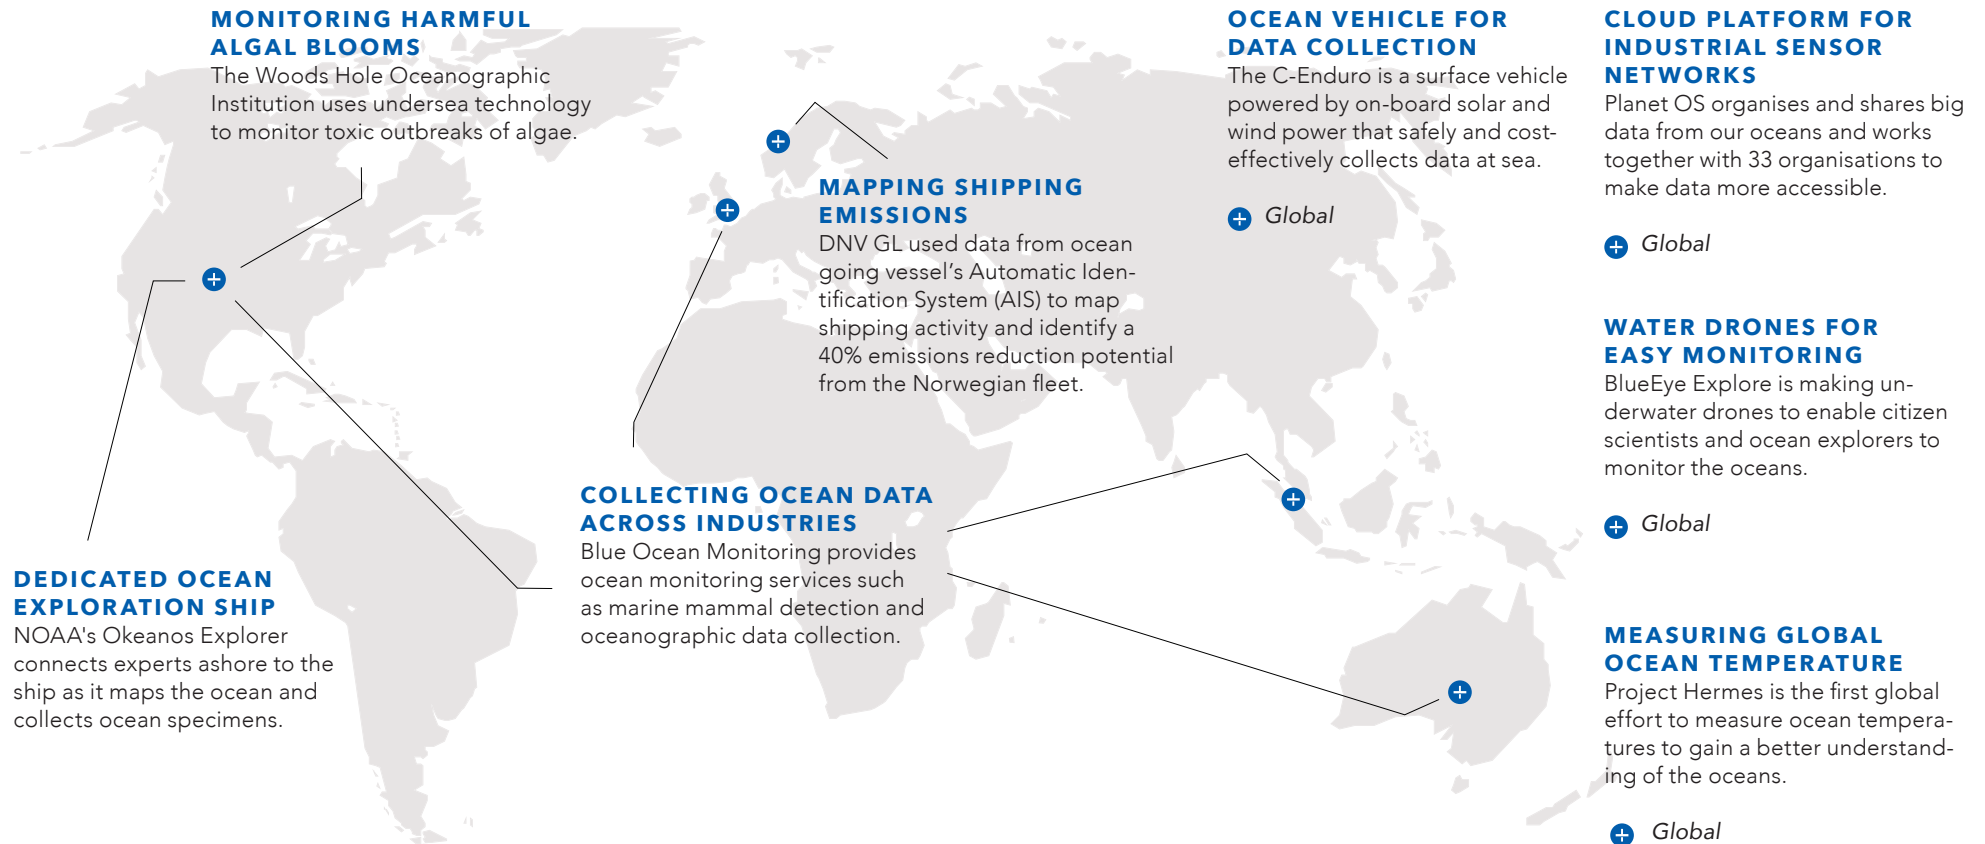 MONITORING HARMFUL
ALGAL BLOOMS
The Woods Hole Oceanographic
Institution uses undersea technology
to monitor toxic outbreaks of algae.
OCEAN VEHICLE FOR
DATA COLLECTION
The C-Enduro is a surface vehicle
powered by on-board solar and
wind power that safely and cost-
effectively collects data at sea.
Global
CLOUD PLATFORM FOR
INDUSTRIAL SENSOR
NETWORKS
Planet OS organises and shares big
data from our oceans and works
together with 33 organisations to
make data more accessible.
Global
MAPPING SHIPPING
EMISSIONS
DNV GL used data from ocean
going vessel’s Automatic Iden-
tification System (AIS) to map
shipping activity and identify a
40% emissions reduction potential
from the Norwegian fleet.
WATER DRONES FOR
EASY MONITORING
BlueEye Explore is making un-
derwater drones to enable citizen
scientists and ocean explorers to
monitor the oceans.
Global
COLLECTING OCEAN DATA
ACROSS INDUSTRIES
Blue Ocean Monitoring provides
ocean monitoring services such
as marine mammal detection and
oceanographic data collection.
DEDICATED OCEAN
EXPLORATION SHIP
NOAA's Okeanos Explorer
connects experts ashore to the
ship as it maps the ocean and
collects ocean specimens.
MEASURING GLOBAL
OCEAN TEMPERATURE
Project Hermes is the first global
effort to measure ocean tempera-
tures to gain a better understand-
ing of the oceans.
Global